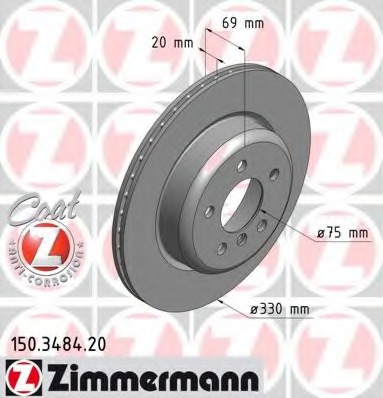 69 mm
20 mm
Coat
Z
ANTI-CORROSION
ø75 mm
ø330 mm
150.3484.20
Z Zimmermann